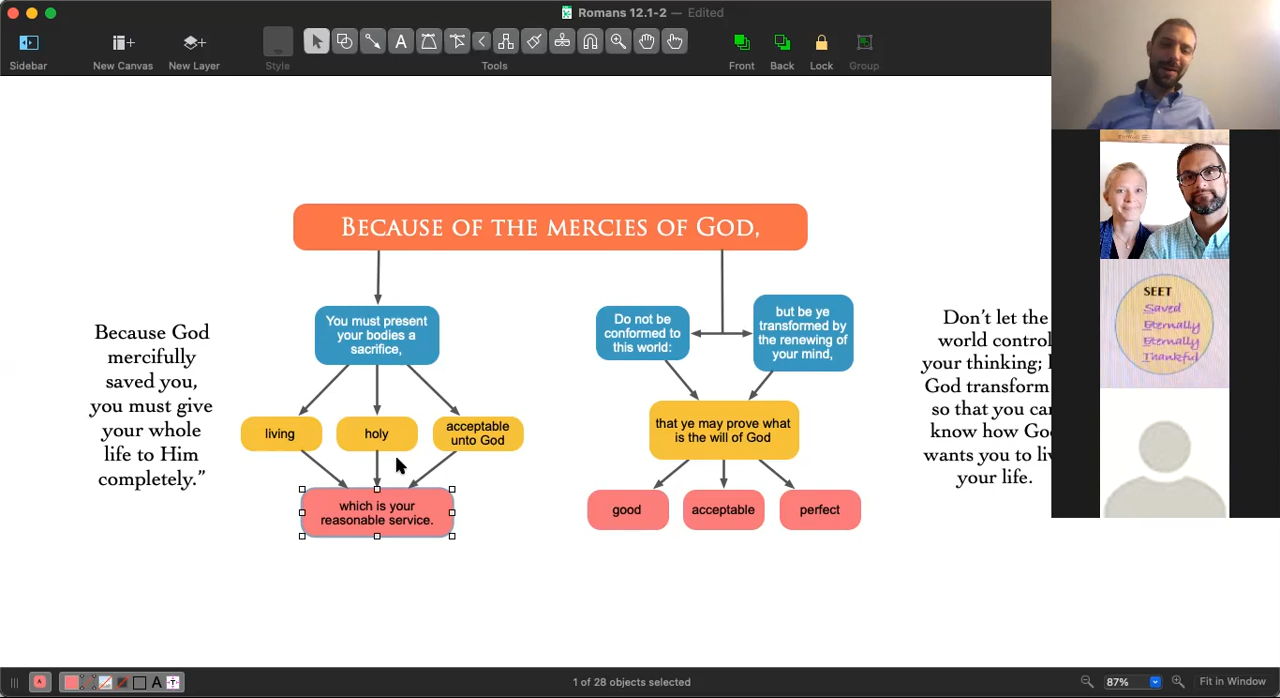 Romans 12.1-2 — Edited
Sidebar
New Canvas
New Layer
Style
Tools
Front
Back
Lock
Group
Because of the mercies of God,
You must present
your bodies a
sacrifice,
living
holy
acceptable
unto God
which is your
reasonable service.
Do not be
conformed to
this world:
but be ye
transformed by
the renewing of
your mind,
that ye may prove what
is the will of God
good
acceptable
perfect
Because God
mercifully
saved you,
you must give
your whole
life to Him
completely.”
Don’t let the
world control
your thinking;
God transform
so that you can
know how God
wants you to live
your life.
SEET
Saved
Eternally
Eternally
Thankful
1 of 28 objects selected
87%
Fit in Window